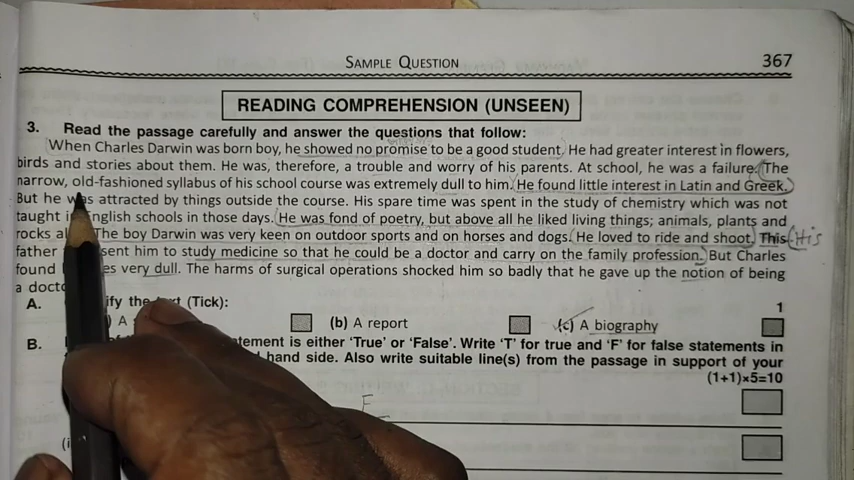 SAMPLE QUESTION 367
READING COMPREHENSION (UNSEEN)
3. Read the passage carefully and answer the questions that follow:
When Charles Darwin was born boy, he showed no promise to be a good student. He had greater interest in flowers,
birds and stories about them. He was, therefore, a trouble and worry of his parents. At school, he was a failure. The
narrow, old-fashioned syllabus of his school course was extremely dull to him. He found little interest in Latin and Greek.
But he was attracted by things outside the course. His spare time was spent in the study of chemistry which was not
taught in English schools in those days. He was fond of poetry, but above all he liked living things; animals, plants and
rocks The boy Darwin was very keen on outdoor sports and on horses and dogs. He loved to ride and shoot. This His
father sent him to study medicine so that he could be a doctor and carry on the family profession. But Charles
found very dull. The harms of surgical operations shocked him so badly that he gave up the notion of being
a
A. the (Tick): 1
A (b) A report (c) A biography
B. is either 'True' or 'False'. Write 'T' for true and 'F' for false statements in
hand side. Also write suitable line(s) from the passage in support of your
(1+1)×5=10
F